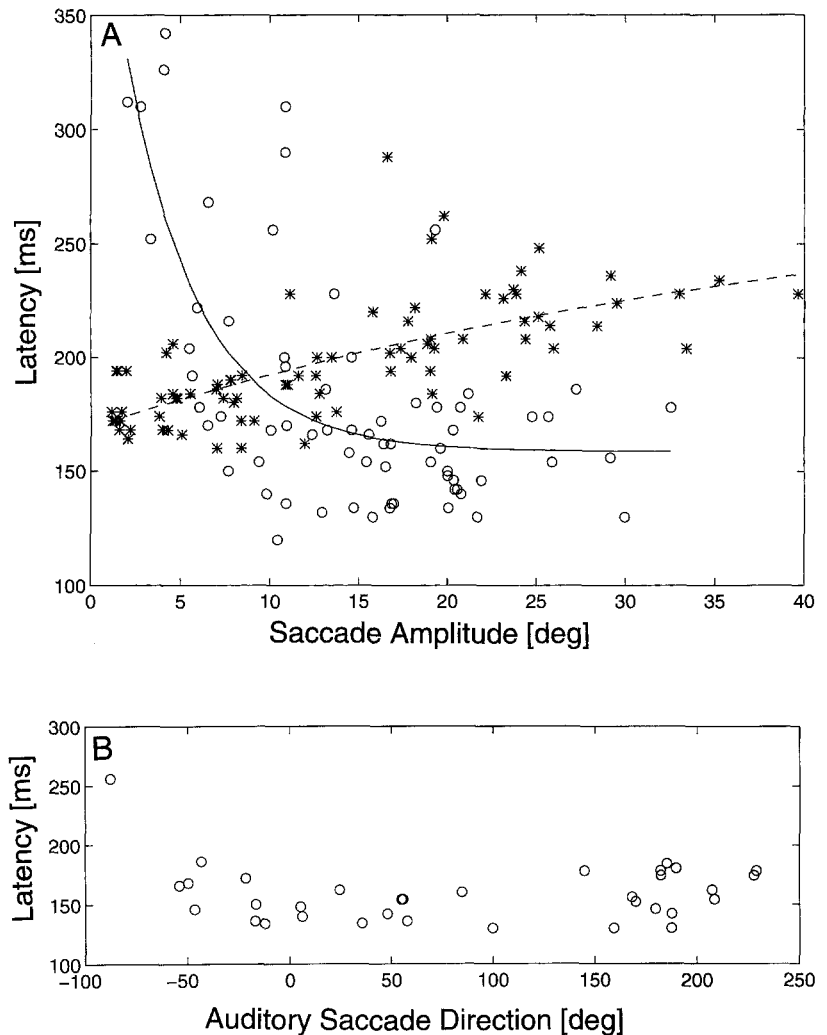 A
350
300
250
200
150
100
Latency [ms]
0 5 10 15 20 25 30 35 40
Saccade Amplitude [deg]
B
300
250
200
150
100
Latency [ms]
−100 −50 0 50 100 150 200 250
Auditory Saccade Direction [deg]